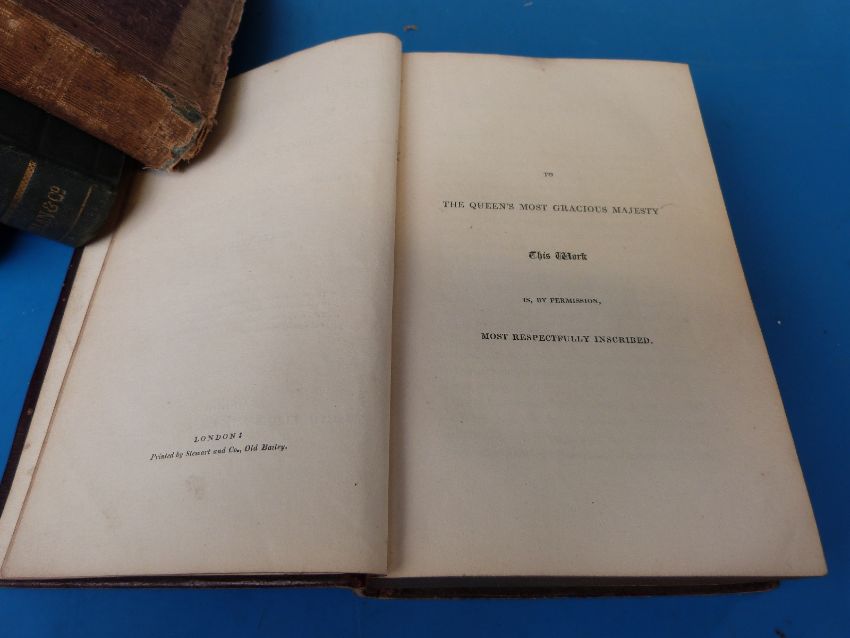 N & Co
LONDON:
Printed by Stewart and Co., Old Bailey.
TO
THE QUEEN'S MOST GRACIOUS MAJESTY
This Work
IS, BY PERMISSION,
MOST RESPECTFULLY INSCRIBED.